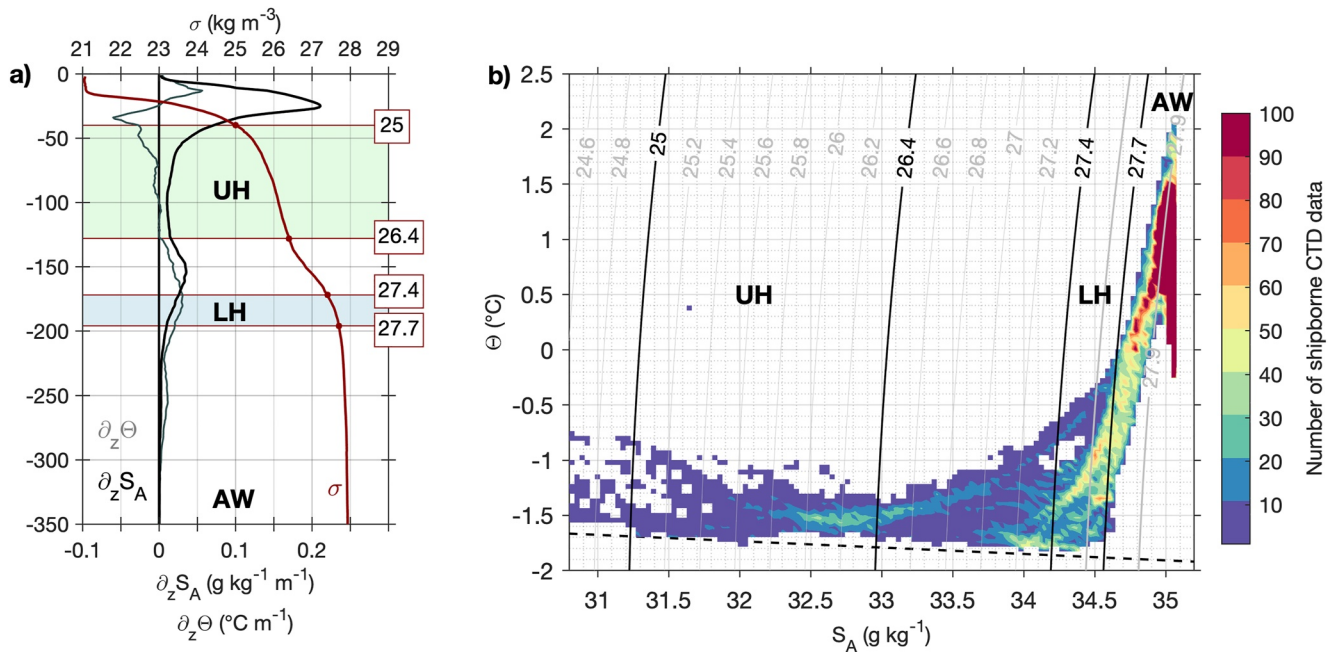 a)
σ (kg m⁻³)
21 22 23 24 25 26 27 28 29
0
-50
-100
-150
-200
-250
-300
-350
25
UH
26.4
27.4
LH
27.7
∂zΘ
∂zSA
AW
σ
-0.1 0 0.1 0.2
∂zSA (g kg⁻¹ m⁻¹)
∂zΘ (°C m⁻¹)
b)
2.5
2
1.5
1
0.5
0
-0.5
-1
-1.5
-2
Θ (°C)
AW
24.6 24.8 25 25.2 25.4 25.6 25.8 26 26.2 26.4 26.6 26.8 27 27.2 27.4 27.7 27.9
UH
LH
27.9
31 31.5 32 32.5 33 33.5 34 34.5 35
SA (g kg⁻¹)
100
90
80
70
60
50
40
30
20
10
Number of shipborne CTD data